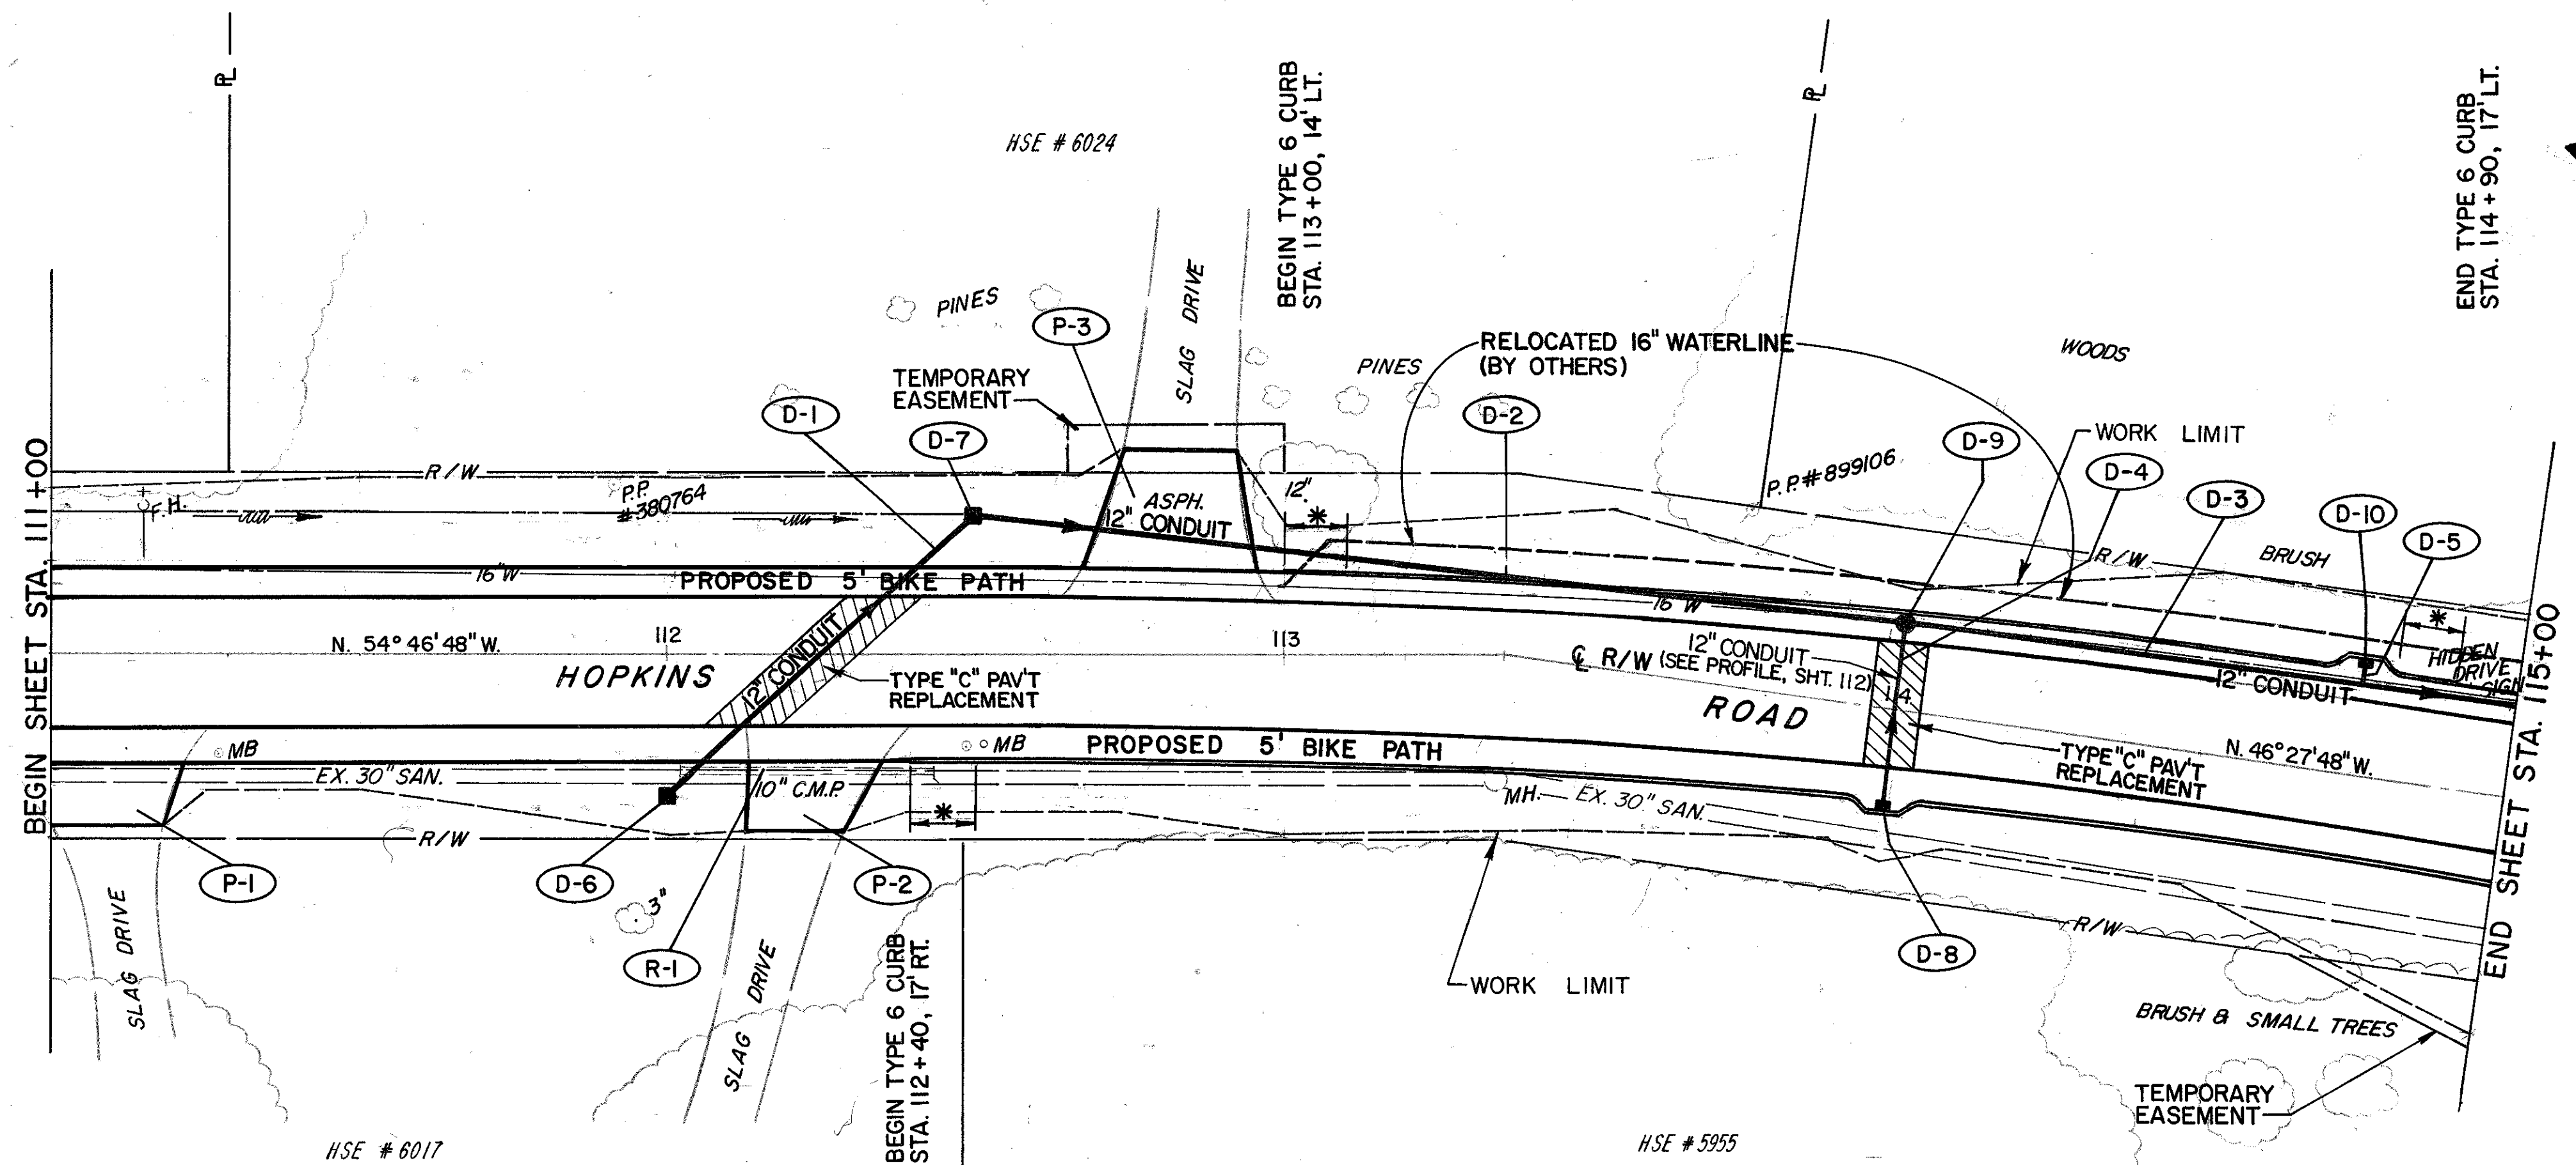 PL
PL
HSE # 6024
BEGIN TYPE 6 CURB
STA. 113+00, 14' LT.
END TYPE 6 CURB
STA. 114+90, 17' LT.
PINES
P-3
SLAG DRIVE
RELOCATED 16" WATERLINE
(BY OTHERS)
PINES
WOODS
TEMPORARY
EASEMENT
D-1
D-7
D-2
D-9
WORK LIMIT
D-4
D-3
D-10
D-5
R/W
P.P.
#380764
F.H.
ASPH.
12" CONDUIT
12"
*
P.P.#899106
R/W
BRUSH
*
HIDDEN
DRIVE
SIGN
BEGIN SHEET STA. 111+00
16"W
PROPOSED 5' BIKE PATH
16"W
N. 54° 46' 48" W.
112
12" CONDUIT
113
HOPKINS
TYPE "C" PAV'T
REPLACEMENT
CL R/W
12" CONDUIT
(SEE PROFILE, SHT. 112)
114
12" CONDUIT
ROAD
END SHEET STA. 115+00
MB
MB
PROPOSED 5' BIKE PATH
TYPE "C" PAV'T
REPLACEMENT
N. 46° 27' 48" W.
EX. 30" SAN.
10" C.M.P.
*
MH.
EX. 30" SAN.
R/W
P-1
D-6
P-2
3"
R-1
D-8
R/W
SLAG DRIVE
SLAG DRIVE
BEGIN TYPE 6 CURB
STA. 112+40, 17' RT.
WORK LIMIT
BRUSH & SMALL TREES
TEMPORARY
EASEMENT
HSE # 6017
HSE # 5955